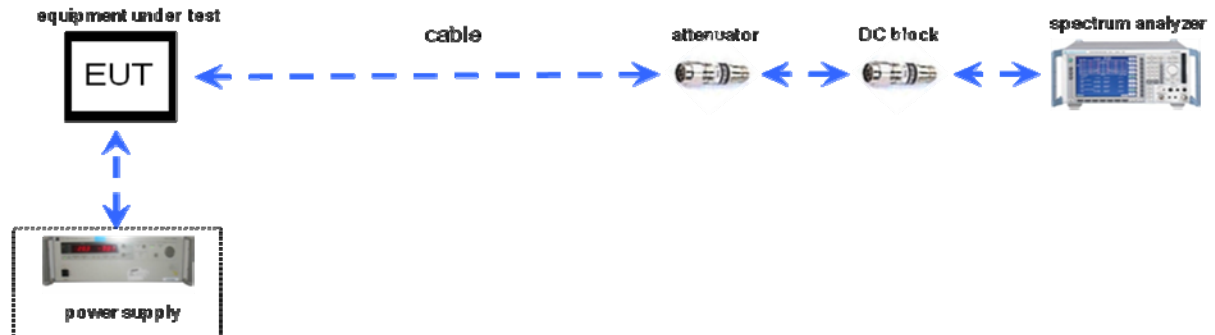 equipment under test
cable
attenuator
DC block
spectrum analyzer
EUT
power supply